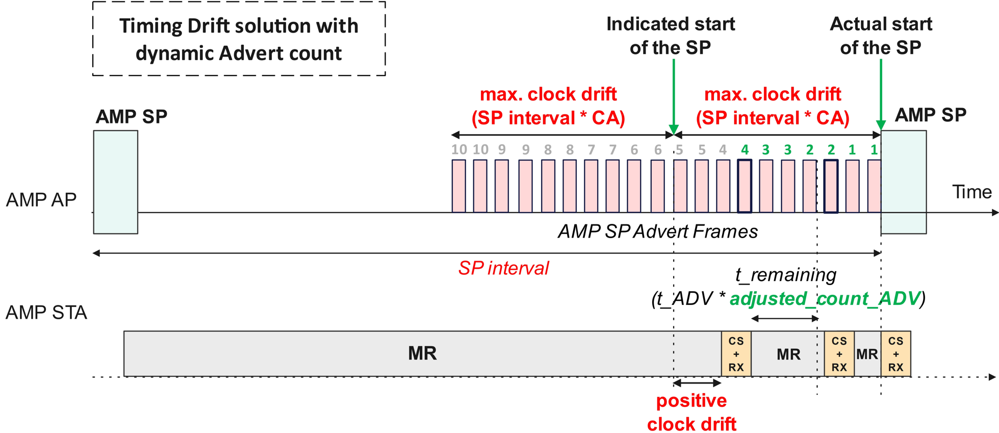 Timing Drift solution with
dynamic Advert count
Indicated start
of the SP
Actual start
of the SP
max. clock drift
(SP interval * CA)
max. clock drift
(SP interval * CA)
AMP SP
AMP SP
10 10 9 9 8 8 7 7 6 6 5 5 4 4 3 3 2 2 1 1
AMP AP
Time
AMP SP Advert Frames
SP interval
t_remaining
(t_ADV * adjusted_count_ADV)
AMP STA
MR
CS
+
RX
MR
CS
+
RX
MR
CS
+
RX
positive
clock drift